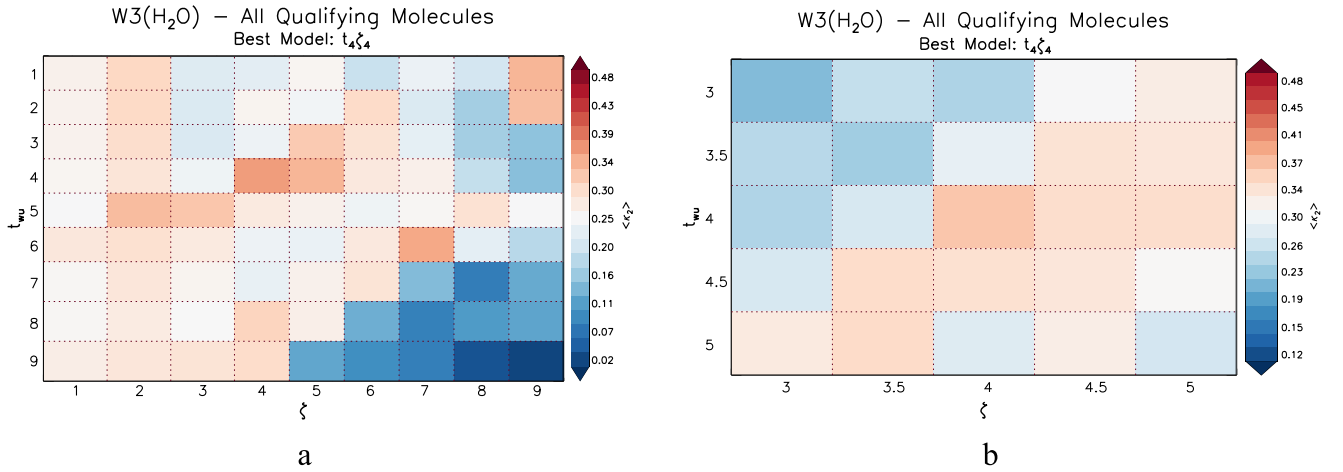 W3(H₂O) – All Qualifying Molecules
Best Model: t₄ζ₄
t_wu
1
2
3
4
5
6
7
8
9
1 2 3 4 5 6 7 8 9
ζ
0.48
0.43
0.39
0.34
0.30
0.25
0.20
0.16
0.11
0.07
0.02
<κ₂>
a
W3(H₂O) – All Qualifying Molecules
Best Model: t₄ζ₄
t_wu
3
3.5
4
4.5
5
3 3.5 4 4.5 5
ζ
0.48
0.45
0.41
0.37
0.34
0.30
0.26
0.23
0.19
0.15
0.12
<κ₂>
b